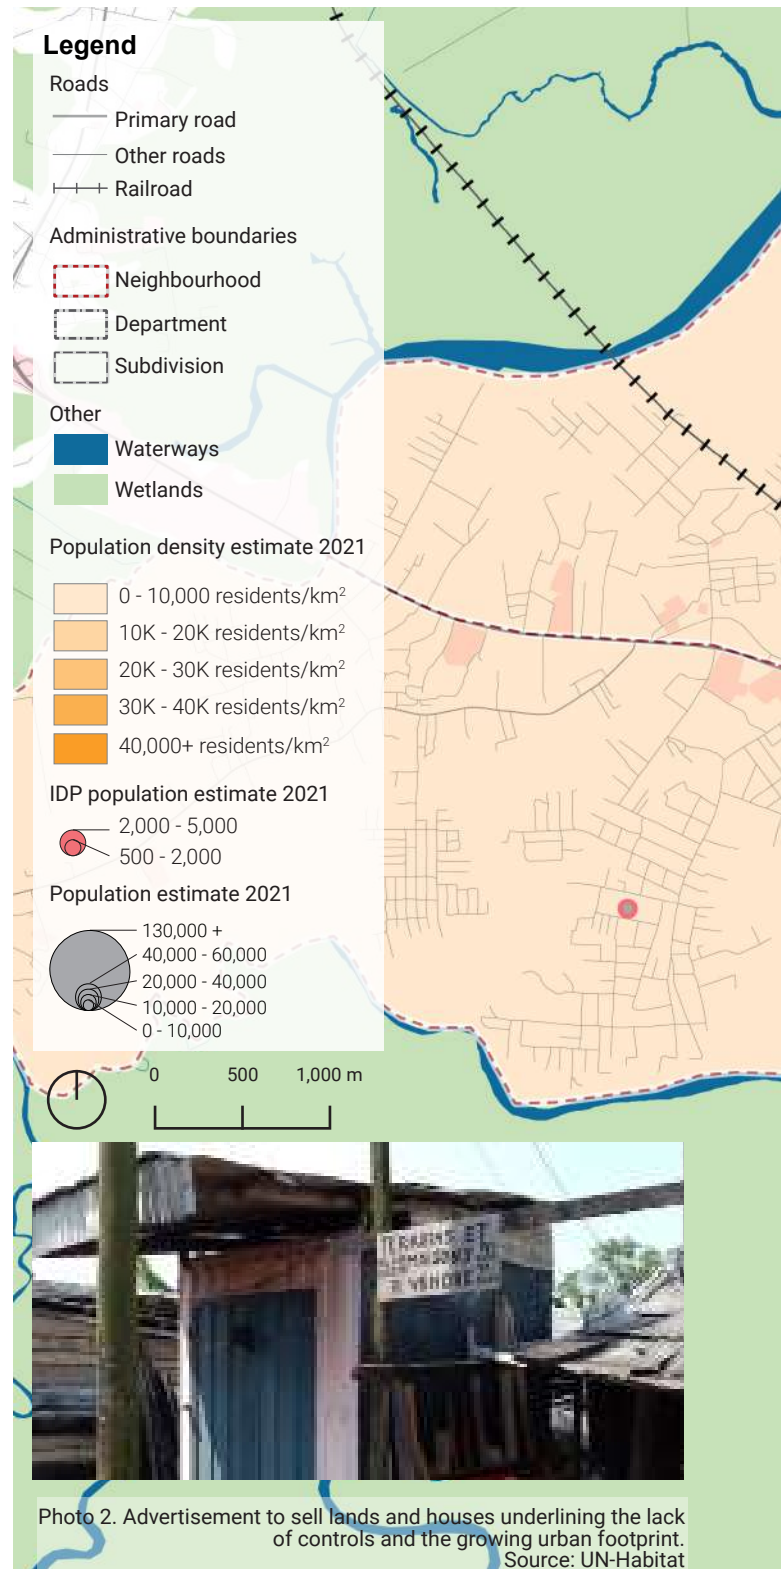 Legend
Roads
Primary road
Other roads
Railroad
Administrative boundaries
Neighbourhood
Department
Subdivision
Other
Waterways
Wetlands
Population density estimate 2021
0 - 10,000 residents/km²
10K - 20K residents/km²
20K - 30K residents/km²
30K - 40K residents/km²
40,000+ residents/km²
IDP population estimate 2021
2,000 - 5,000
500 - 2,000
Population estimate 2021
130,000 +
40,000 - 60,000
20,000 - 40,000
10,000 - 20,000
0 - 10,000
0 500 1,000 m
ET
Photo 2. Advertisement to sell lands and houses underlining the lack
of controls and the growing urban footprint.
Source: UN-Habitat